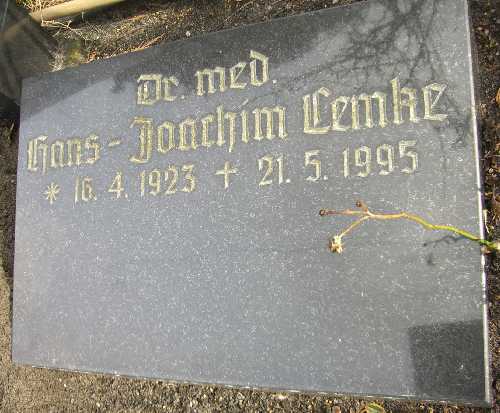 Dr. med.
Hans-Joachim Lemke
* 16. 4. 1923 † 21. 5. 1995